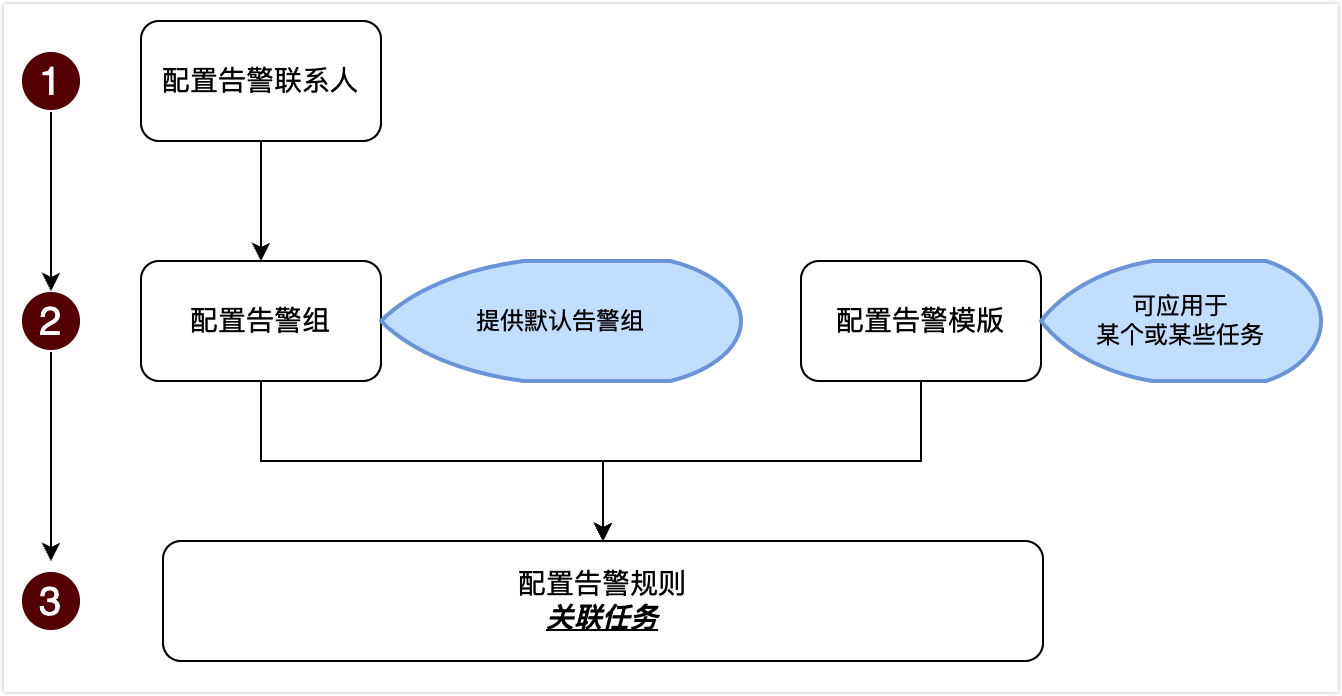 1
配置告警联系人
2
配置告警组
提供默认告警组
配置告警模版
可应用于
某个或某些任务
3
配置告警规则
关联任务